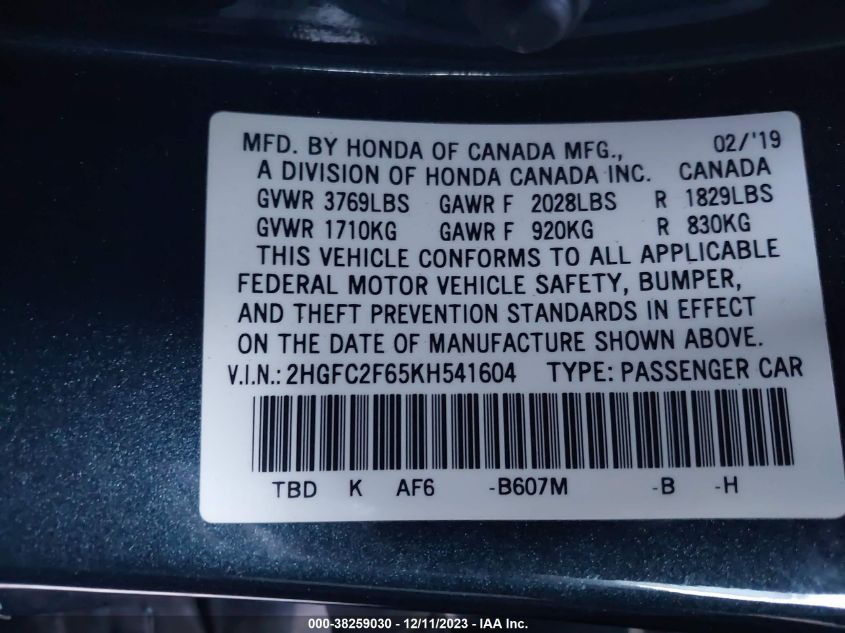 MFD. BY HONDA OF CANADA MFG., 02/'19
A DIVISION OF HONDA CANADA INC. CANADA
GVWR 3769LBS GAWR F 2028LBS R 1829LBS
GVWR 1710KG GAWR F 920KG R 830KG
THIS VEHICLE CONFORMS TO ALL APPLICABLE
FEDERAL MOTOR VEHICLE SAFETY, BUMPER,
AND THEFT PREVENTION STANDARDS IN EFFECT
ON THE DATE OF MANUFACTURE SHOWN ABOVE.
V.I.N.: 2HGFC2F65KH541604 TYPE: PASSENGER CAR
TBD K AF6 -B607M -B -H
000-38259030 - 12/11/2023 - IAA Inc.